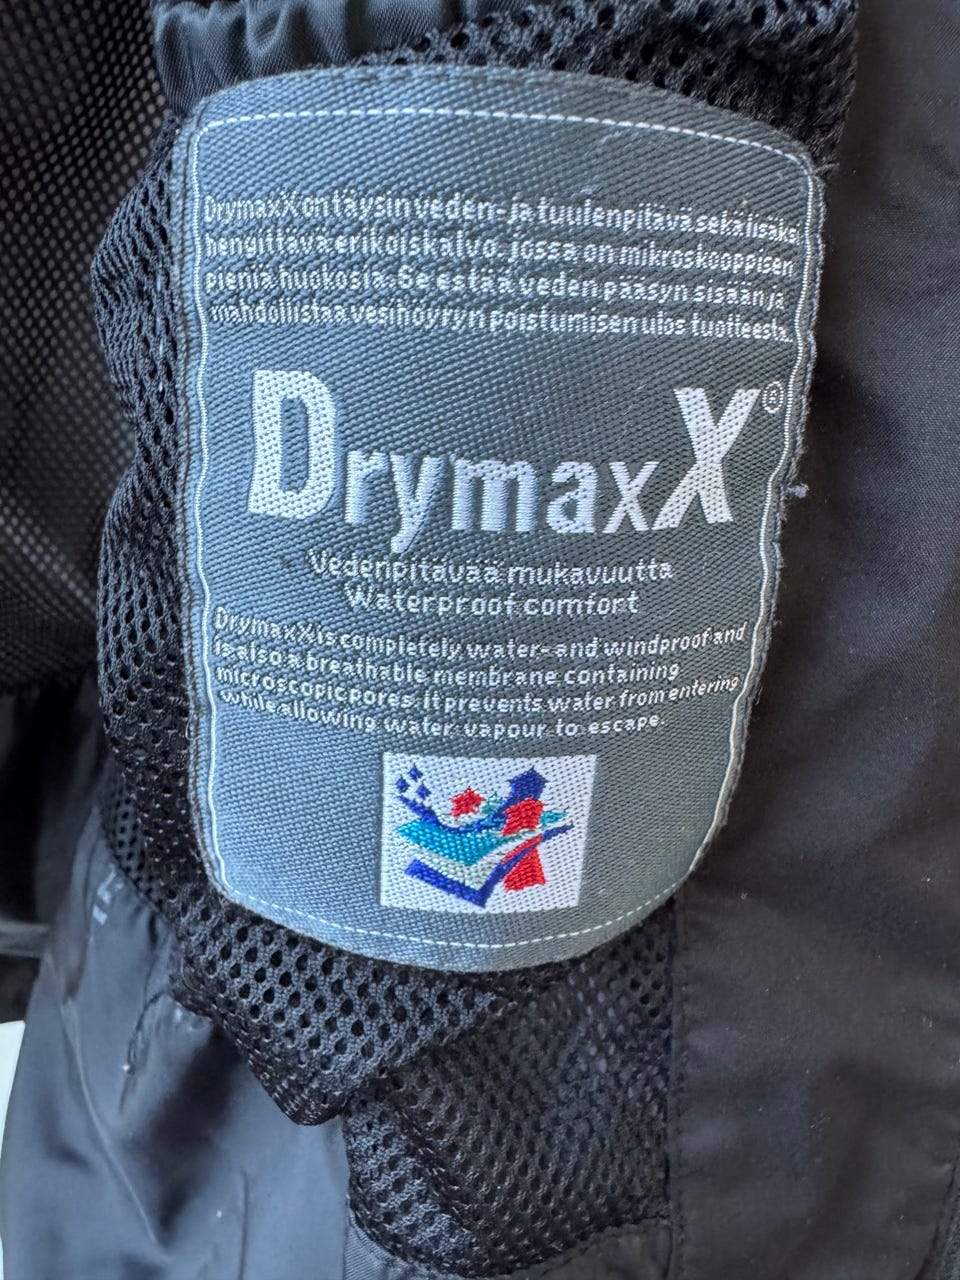 DrymaxX on täysin veden- ja tuulenpitävä sekä lisäksi
hengittävä erikoiskalvo, jossa on mikroskooppisen
pieniä huokosia. Se estää veden pääsyn sisään ja
mahdollistaa vesihöyryn poistumisen ulos tuotteesta.
DrymaxX®
Vedenpitävää mukavuutta
Waterproof comfort
DrymaxX is completely water- and windproof and
is also a breathable membrane containing
microscopic pores. It prevents water from entering
while allowing water vapour to escape.